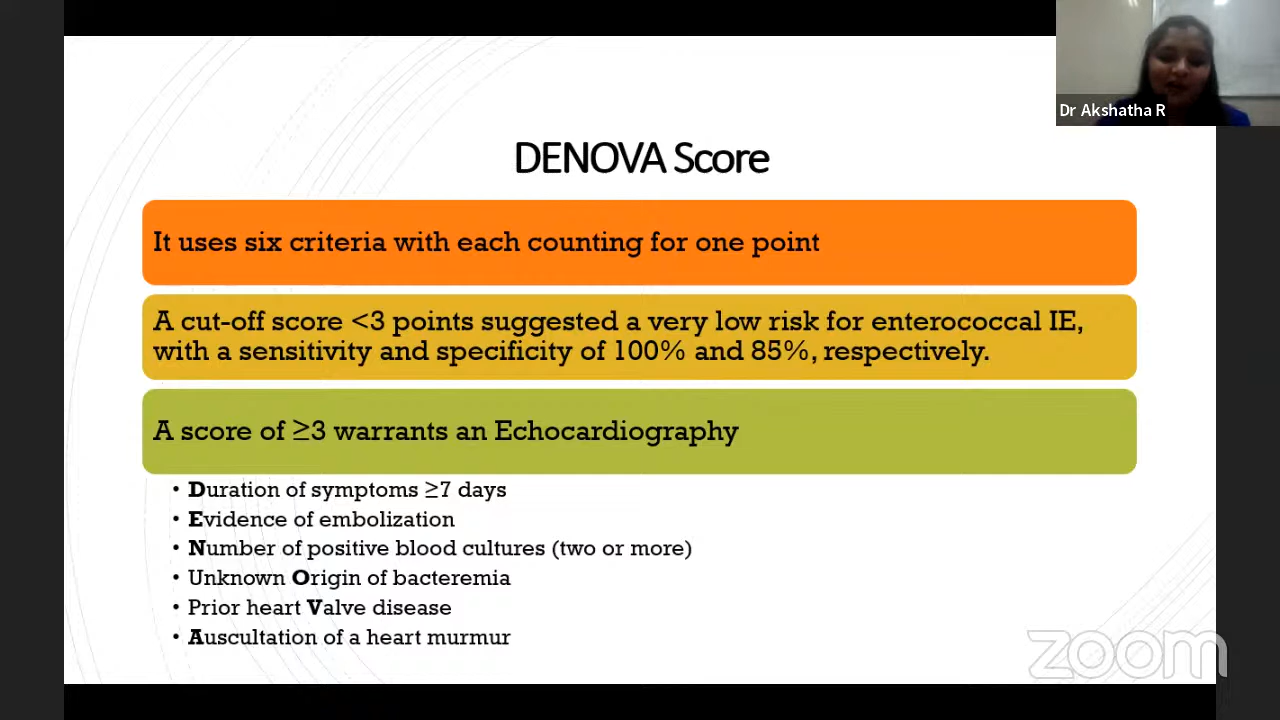 Dr Akshatha R
DENOVA Score
It uses six criteria with each counting for one point
A cut-off score <3 points suggested a very low risk for enterococcal IE,
with a sensitivity and specificity of 100% and 85%, respectively.
A score of ≥3 warrants an Echocardiography
• Duration of symptoms ≥7 days
• Evidence of embolization
• Number of positive blood cultures (two or more)
• Unknown Origin of bacteremia
• Prior heart Valve disease
• Auscultation of a heart murmur
zoom